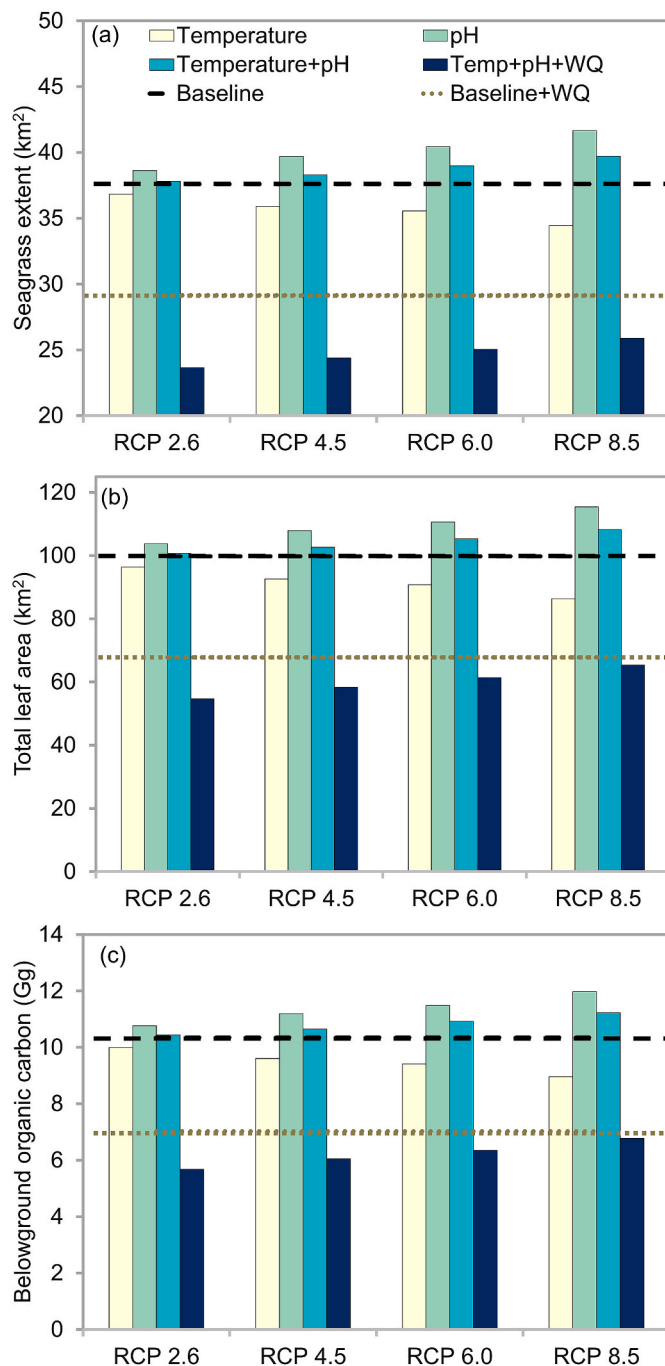 (a)
Temperature
pH
Temperature+pH
Temp+pH+WQ
Baseline
Baseline+WQ
Seagrass extent (km²)
50
45
40
35
30
25
20
RCP 2.6 RCP 4.5 RCP 6.0 RCP 8.5
(b)
Total leaf area (km²)
120
100
80
60
40
20
0
RCP 2.6 RCP 4.5 RCP 6.0 RCP 8.5
(c)
Belowground organic carbon (Gg)
14
12
10
8
6
4
2
0
RCP 2.6 RCP 4.5 RCP 6.0 RCP 8.5